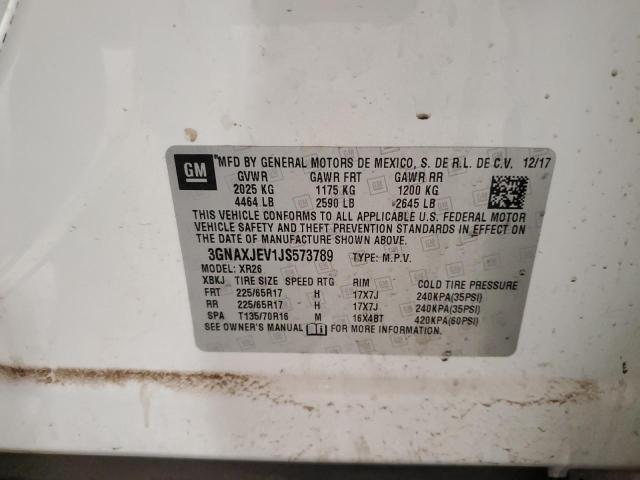 GM MFD BY GENERAL MOTORS DE MEXICO, S. DE R.L. DE C.V. 12/17
GVWR GAWR FRT GAWR RR
2025 KG 1175 KG 1200 KG
4464 LB 2590 LB 2645 LB
THIS VEHICLE CONFORMS TO ALL APPLICABLE U.S. FEDERAL MOTOR
VEHICLE SAFETY AND THEFT PREVENTION STANDARDS IN EFFECT ON
THE DATE OF MANUFACTURE SHOWN ABOVE.
3GNAXJEV1JS573789 TYPE: M.P.V.
MODEL: XR26
XBKJ TIRE SIZE SPEED RTG RIM COLD TIRE PRESSURE
FRT 225/65R17 H 17X7J 240KPA(35PSI)
RR 225/65R17 H 17X7J 240KPA(35PSI)
SPA T135/70R16 M 16X4BT 420KPA(60PSI)
SEE OWNER'S MANUAL FOR MORE INFORMATION.